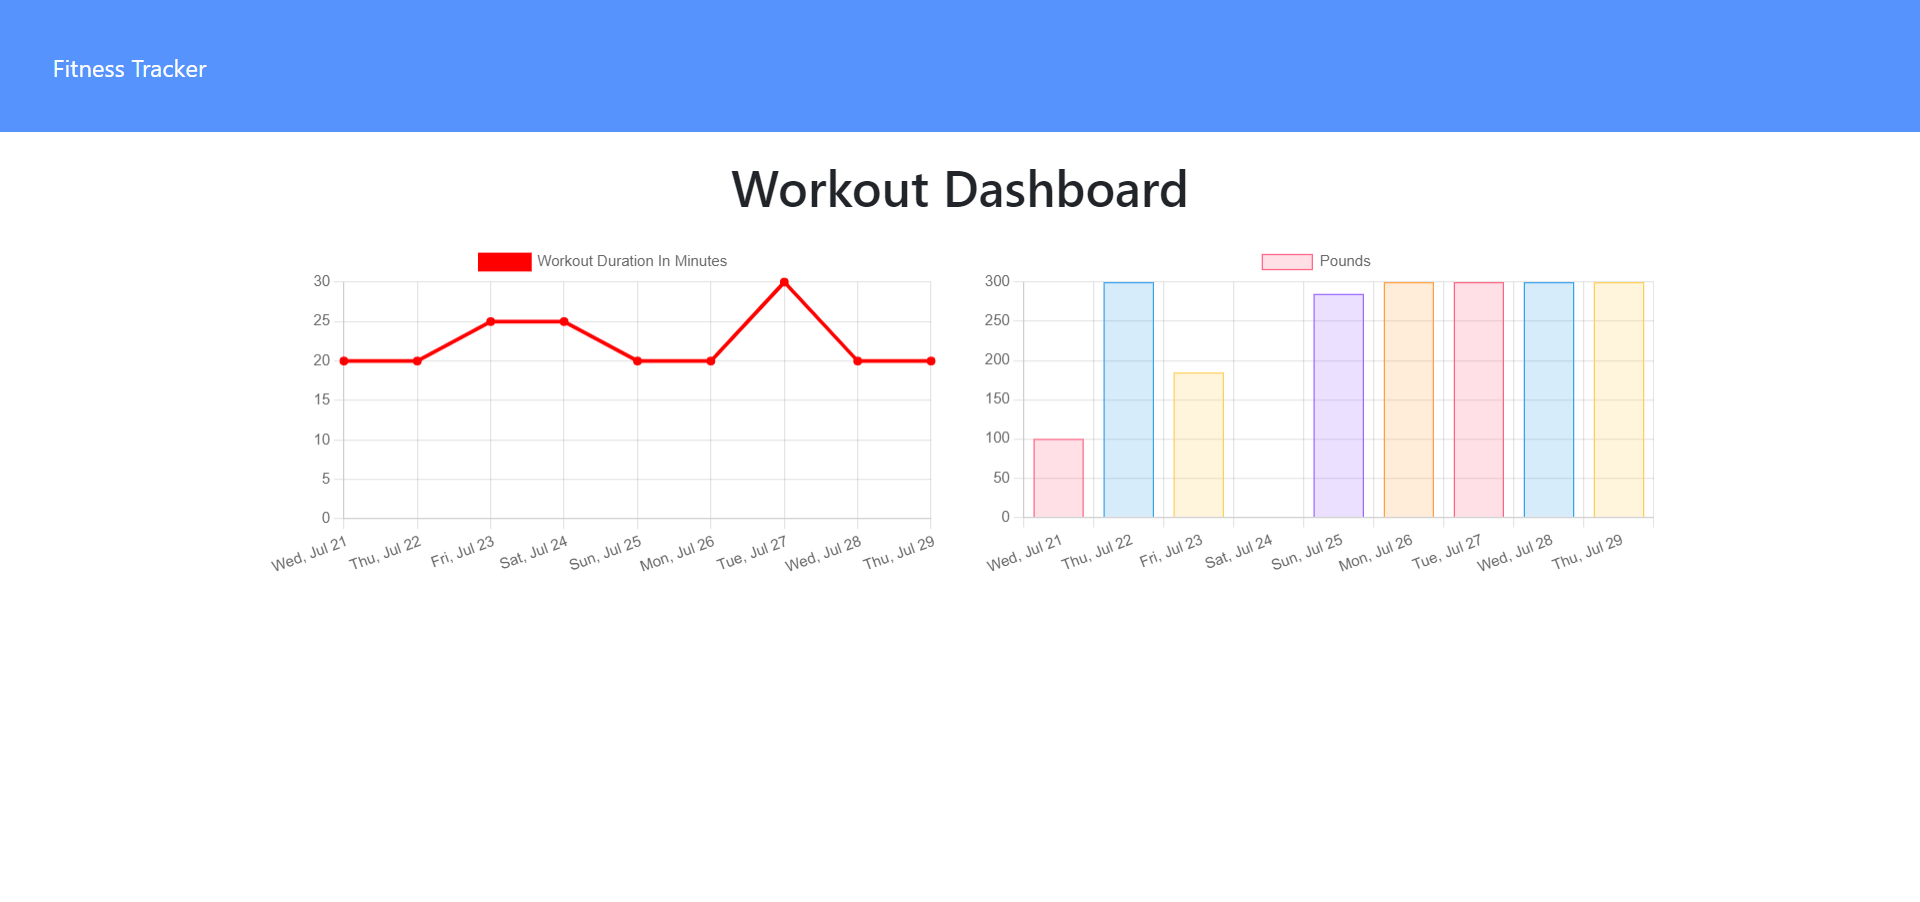 Fitness Tracker
Workout Dashboard
Workout Duration In Minutes
30
25
20
15
10
5
0
Wed, Jul 21
Thu, Jul 22
Fri, Jul 23
Sat, Jul 24
Sun, Jul 25
Mon, Jul 26
Tue, Jul 27
Wed, Jul 28
Thu, Jul 29
Pounds
300
250
200
150
100
50
0
Wed, Jul 21
Thu, Jul 22
Fri, Jul 23
Sat, Jul 24
Sun, Jul 25
Mon, Jul 26
Tue, Jul 27
Wed, Jul 28
Thu, Jul 29